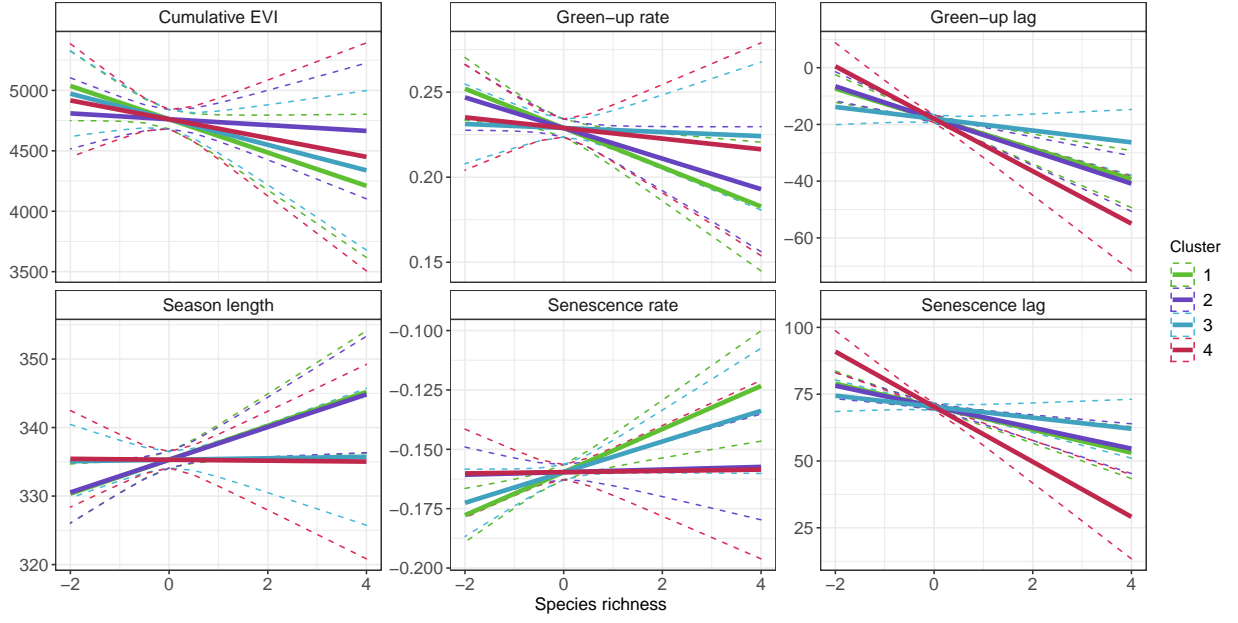 Cumulative EVI
Green−up rate
Green−up lag
5000
4500
4000
3500
0.25
0.20
0.15
0
−20
−40
−60
Season length
Senescence rate
Senescence lag
350
340
330
320
−0.100
−0.125
−0.150
−0.175
−0.200
100
75
50
25
−2 0 2 4
−2 0 2 4
−2 0 2 4
Species richness
Cluster
1
2
3
4